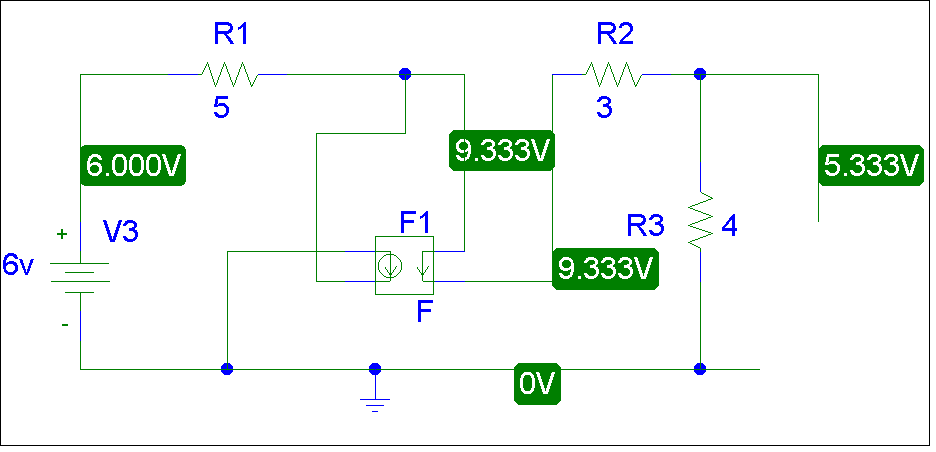 R1
R2
5
3
6.000V
9.333V
5.333V
+
V3
F1
R3
4
6v
9.333V
-
F
0V